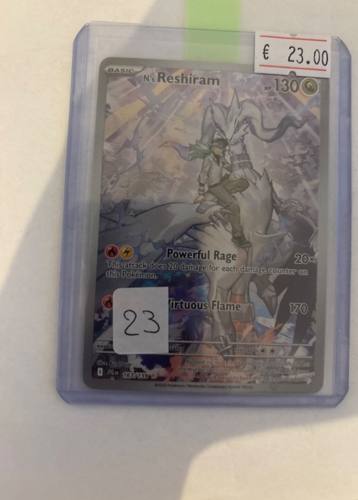 € 23.00
BASIC
N's Reshiram HP 130
Powerful Rage 20×
This attack does 20 damage for each damage counter on
this Pokémon.
Virtuous Flame 170
23